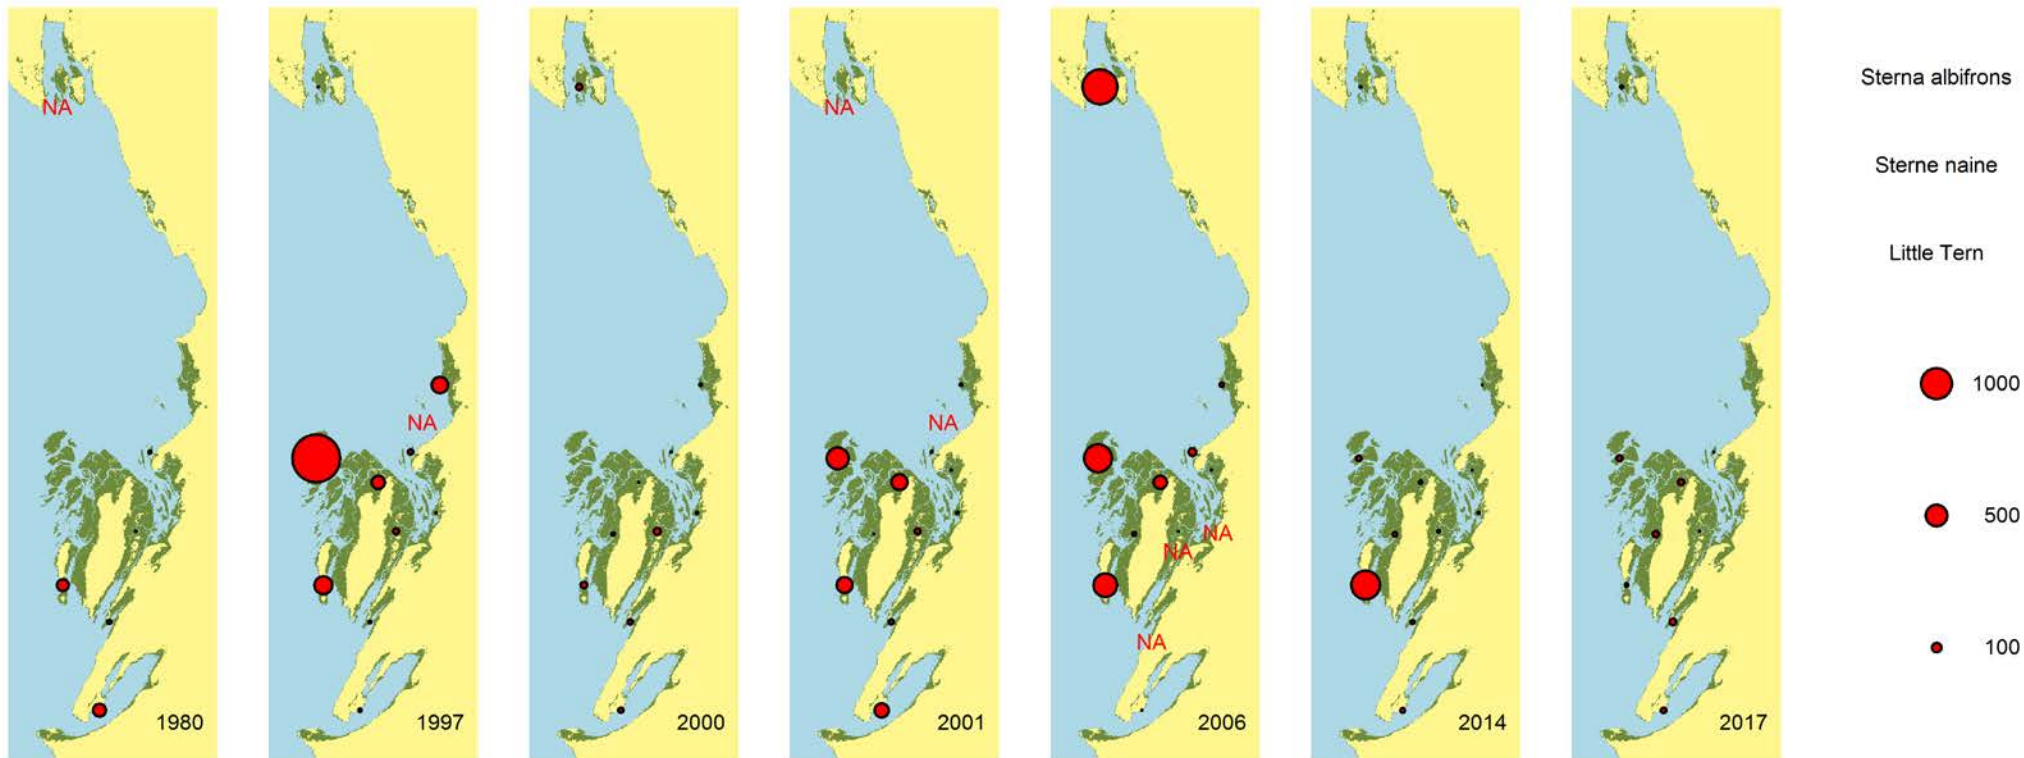 NA
1980
NA
1997
2000
NA
NA
2001
NA
NA
NA
2006
2014
2017
Sterna albifrons
Sterne naine
Little Tern
1000
500
100